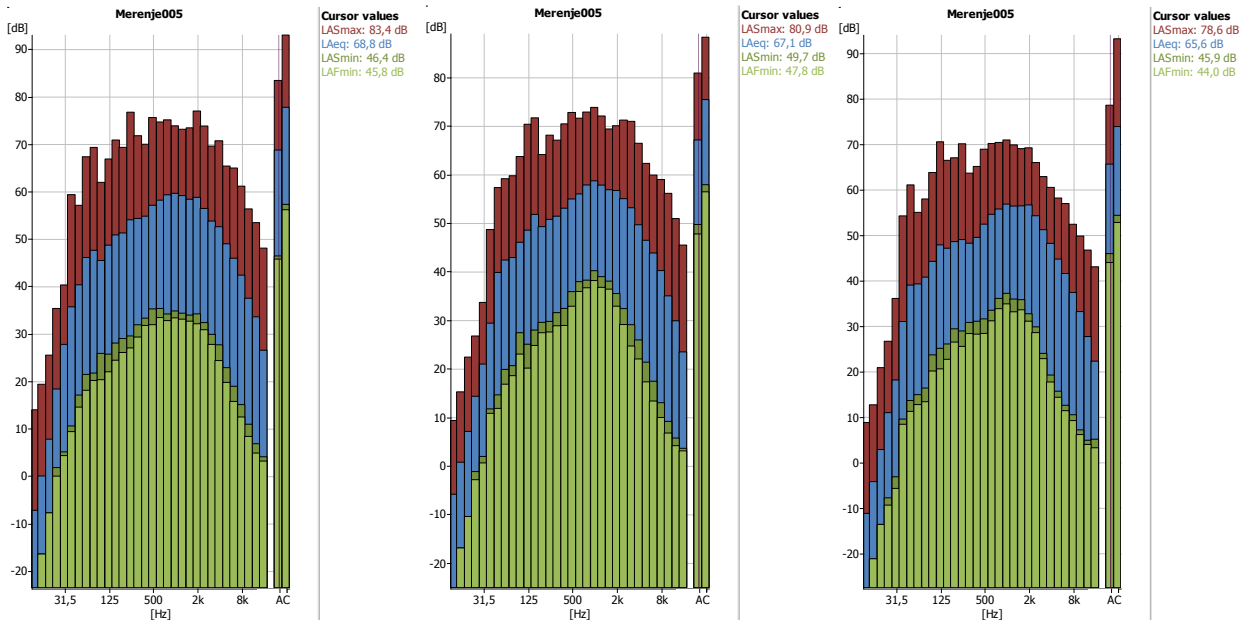 Merenje005
[dB]
90
80
70
60
50
40
30
20
10
0
-10
-20
31,5 125 500 2k 8k AC
[Hz]
Cursor values
LASmax: 83,4 dB
LAeq: 68,8 dB
LASmin: 46,4 dB
LAFmin: 45,8 dB
Merenje005
[dB]
80
70
60
50
40
30
20
10
0
-10
-20
31,5 125 500 2k 8k AC
[Hz]
Cursor values
LASmax: 80,9 dB
LAeq: 67,1 dB
LASmin: 49,7 dB
LAFmin: 47,8 dB
Merenje005
[dB]
90
80
70
60
50
40
30
20
10
0
-10
-20
31,5 125 500 2k 8k AC
[Hz]
Cursor values
LASmax: 78,6 dB
LAeq: 65,6 dB
LASmin: 45,9 dB
LAFmin: 44,0 dB